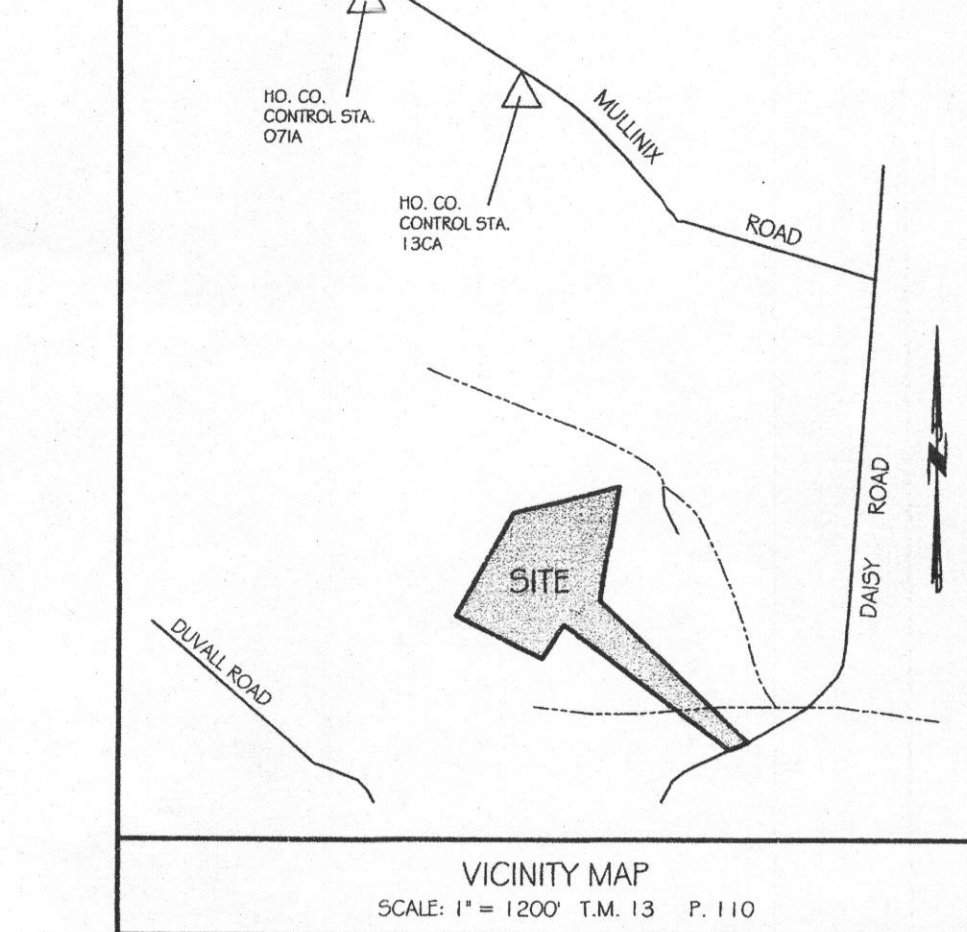 HO. CO.
CONTROL STA.
071A
MULLINIX
HO. CO.
CONTROL STA.
13CA
ROAD
DAISY ROAD
SITE
DUVALL ROAD
VICINITY MAP
SCALE: 1" = 1200' T.M. 13 P. 110